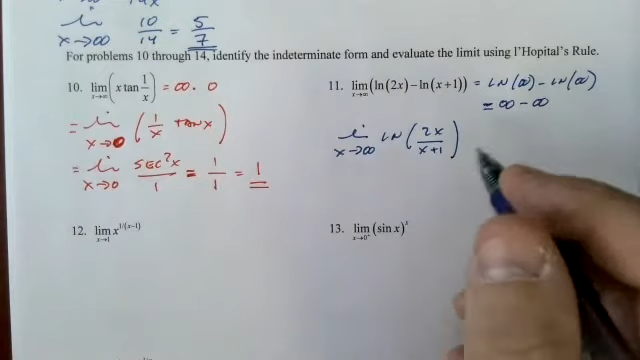 lim 10/14 = 5/7
x→∞
For problems 10 through 14, identify the indeterminate form and evaluate the limit using l'Hopital's Rule.
10. lim x→∞ (x tan 1/x) = ∞ · 0
= lim x→0 (1/x tan x)
= lim x→0 sec²x/1 = 1/1 = 1
11. lim x→∞ (ln(2x) − ln(x+1)) = ln(∞) − ln(∞)
= ∞ − ∞
lim x→∞ ln(2x/x+1)
12. lim x→1 x^1/(x−1)
13. lim x→0⁺ (sin x)^x